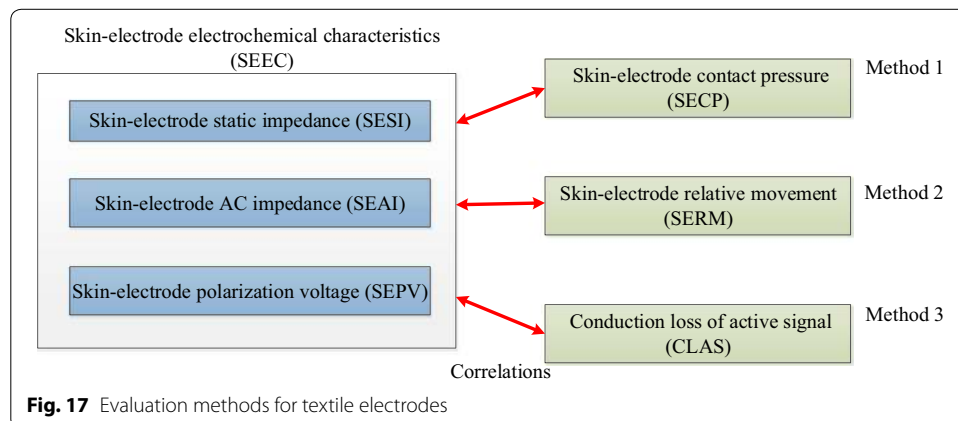 Skin-electrode electrochemical characteristics
(SEEC)
Skin-electrode static impedance (SESI)
Skin-electrode AC impedance (SEAI)
Skin-electrode polarization voltage (SEPV)
Skin-electrode contact pressure
(SECP)
Method 1
Skin-electrode relative movement
(SERM)
Method 2
Conduction loss of active signal
(CLAS)
Method 3
Correlations
Fig. 17 Evaluation methods for textile electrodes